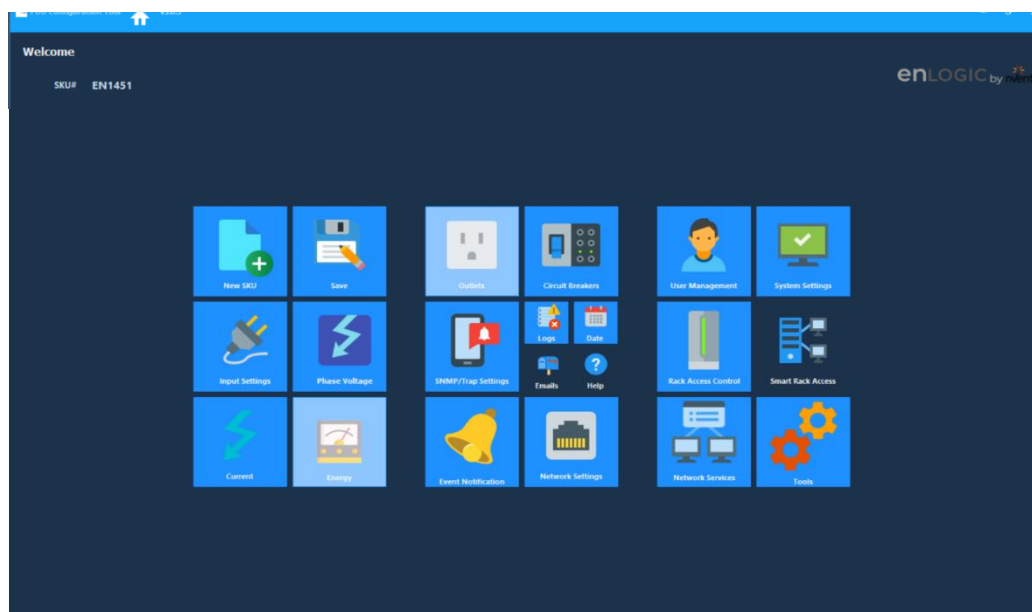 Welcome
SKU# EN1451
enLOGIC by nvent
New SKU
Save
Outlets
Circuit Breakers
User Management
System Settings
Logs
Date
Input Settings
Phase Voltage
SNMP/Trap Settings
Emails
Help
Rack Access Control
Smart Rack Access
Current
Energy
Event Notification
Network Settings
Network Services
Tools